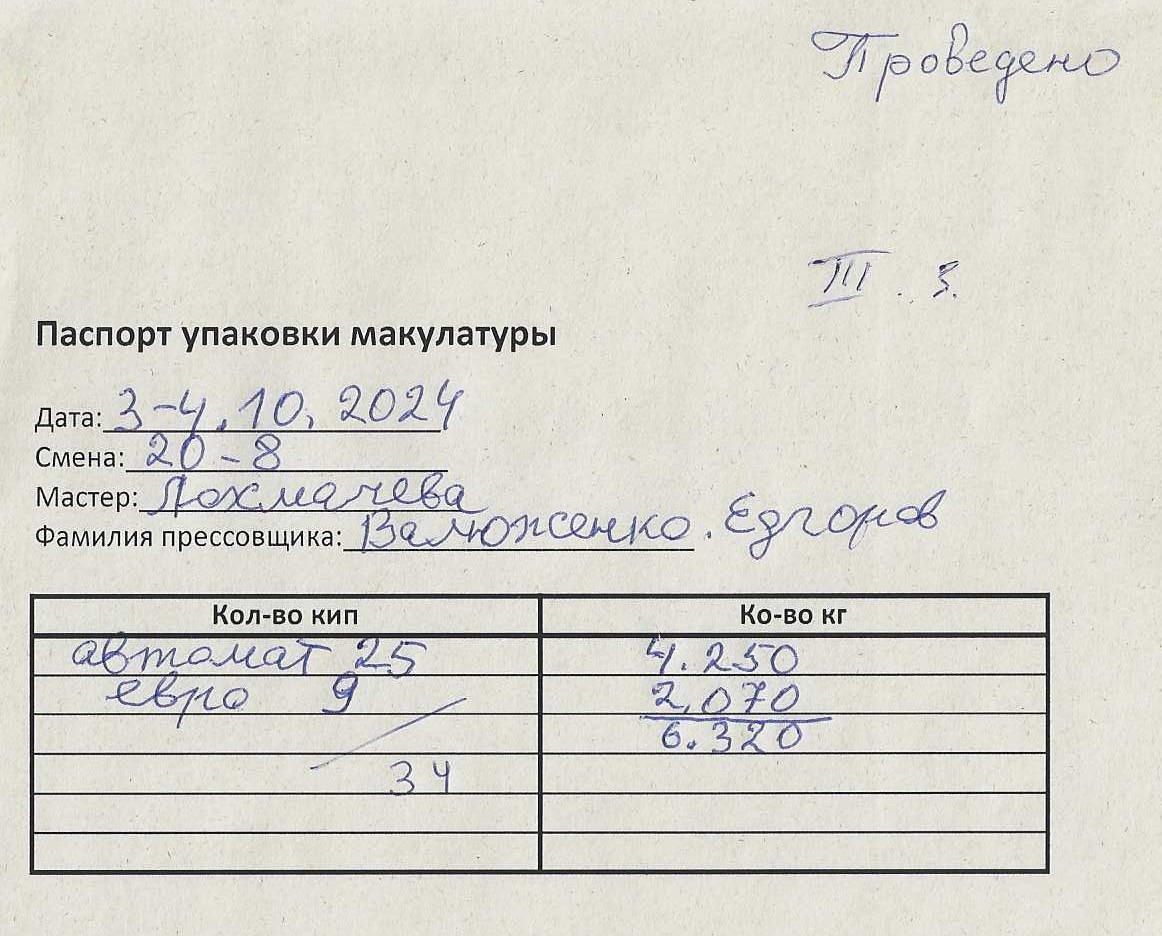 Проведено
III. 3.
Паспорт упаковки макулатуры
Дата: 3-4.10.2024
Смена: 20-8
Мастер: Лохмачева
Фамилия прессовщика: Валюженко. Едгоров
Кол-во кип Ко-во кг
автомат 25 4.250
евро 9 2.070
6.320
34